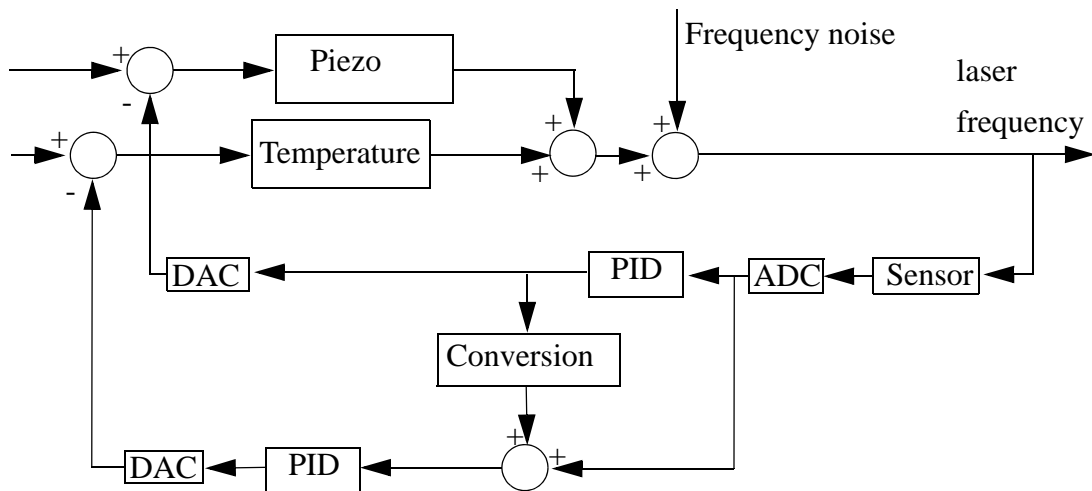 Frequency noise
+
Piezo
laser
-
+
+
frequency
+
Temperature
+
+
-
DAC
PID
ADC
Sensor
Conversion
+
+
DAC
PID